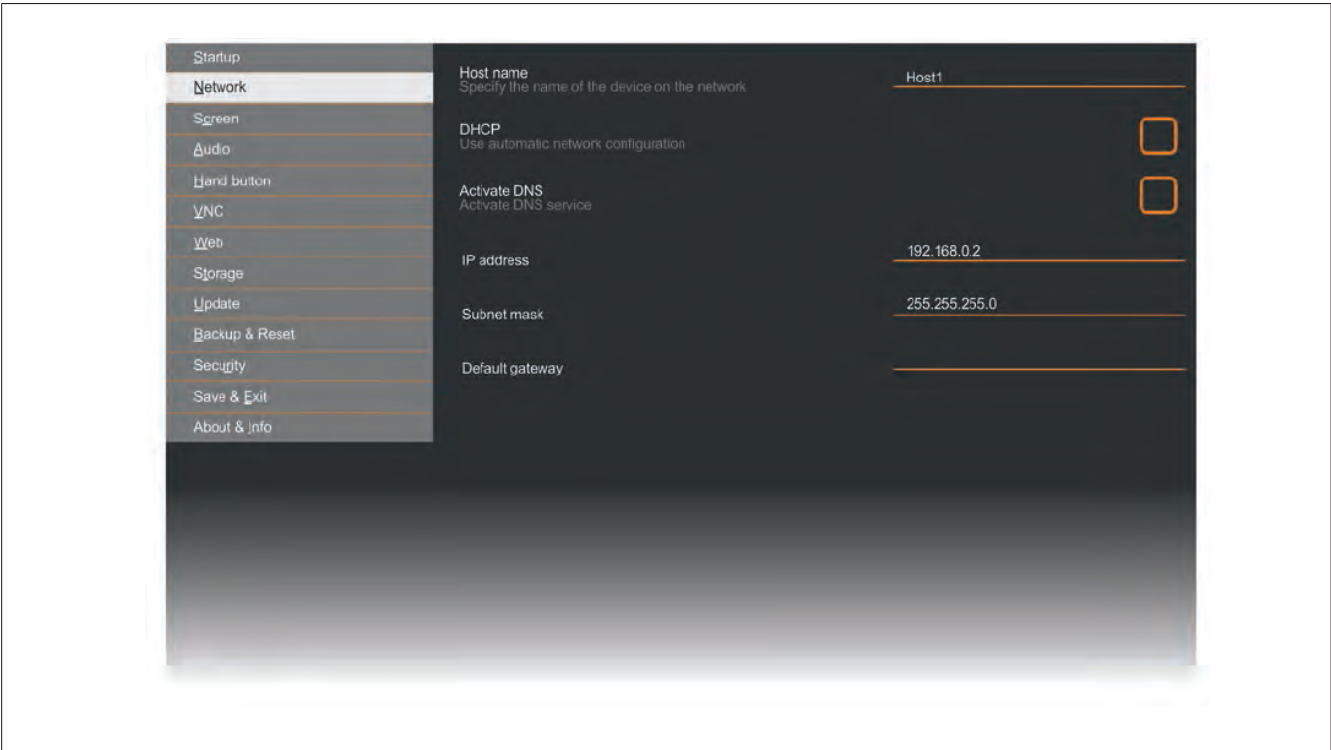 Startup
Network
Screen
Audio
Hand button
VNC
Web
Storage
Update
Backup & Reset
Security
Save & Exit
About & Info
Host name
Specify the name of the device on the network
Host1
DHCP
Use automatic network configuration
Activate DNS
Activate DNS service
IP address
192.168.0.2
Subnet mask
255.255.255.0
Default gateway